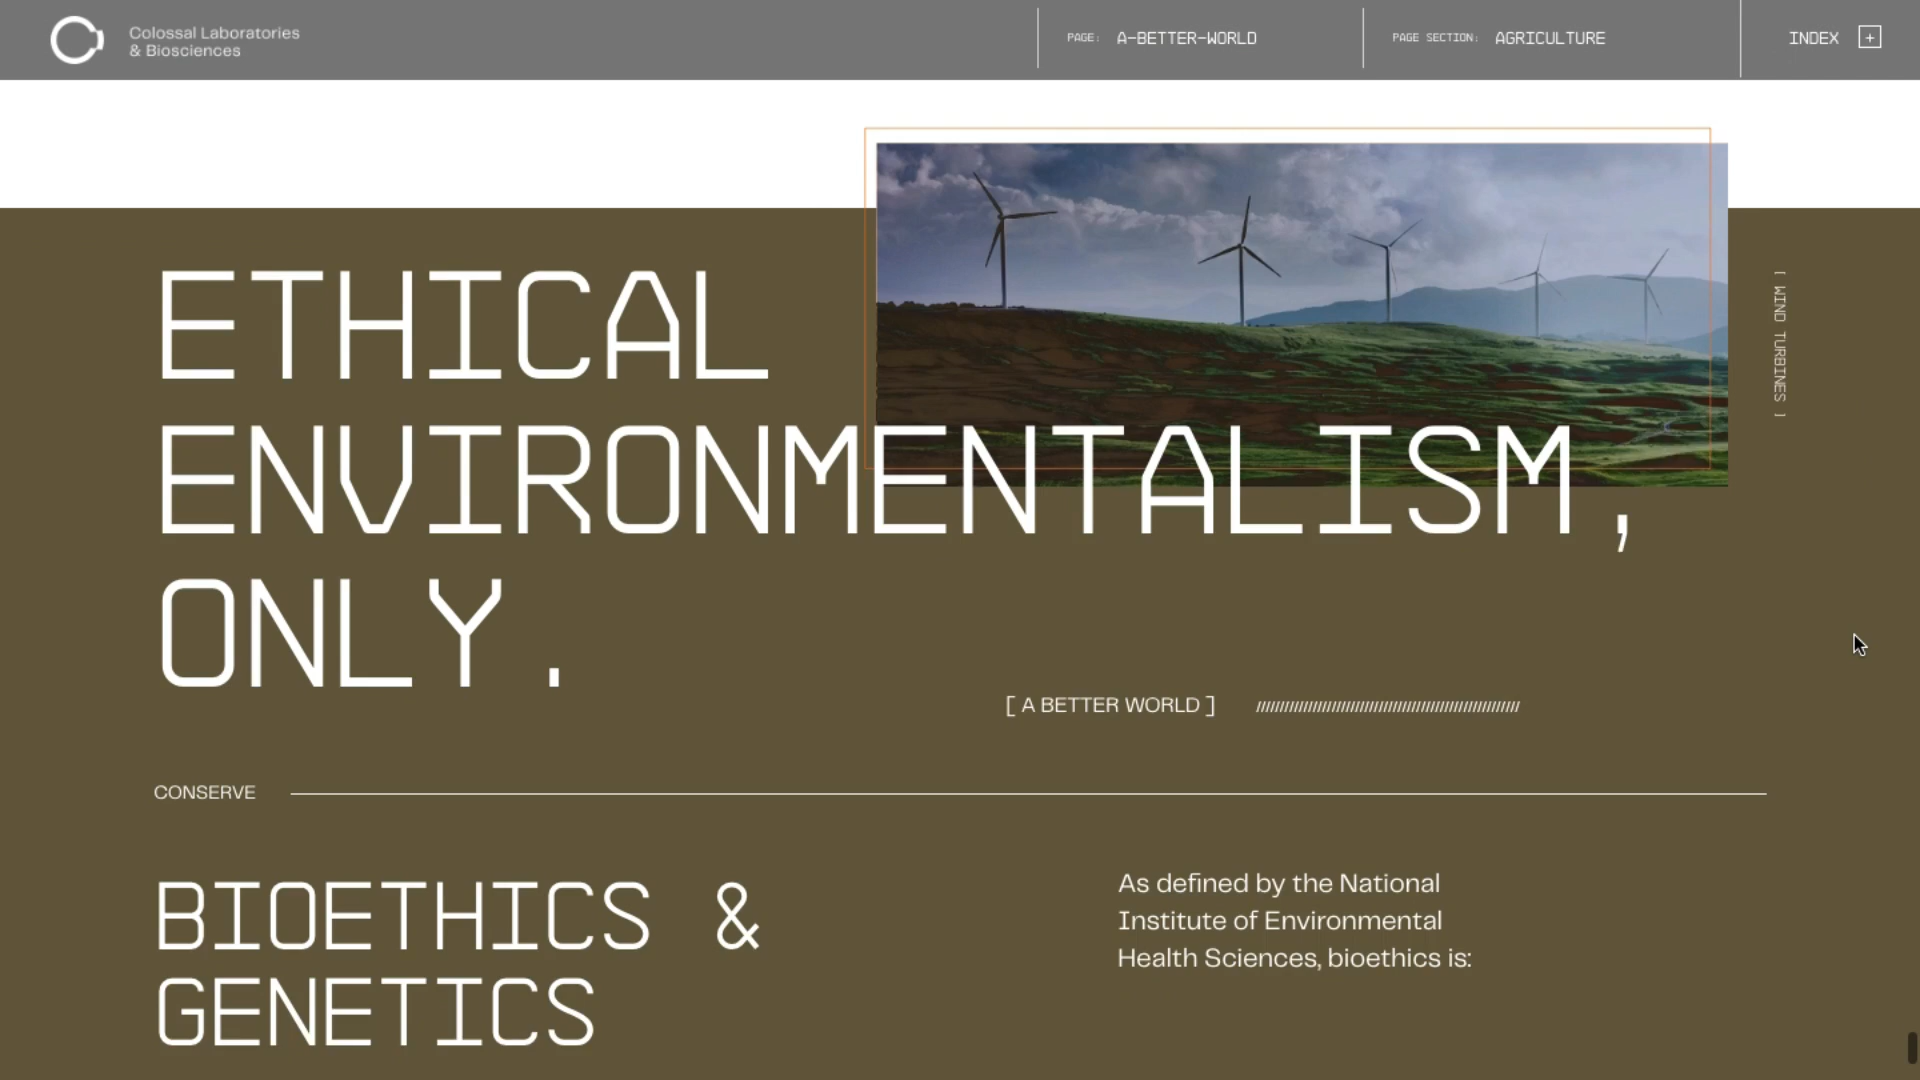 Colossal Laboratories
& Biosciences
PAGE: A-BETTER-WORLD
PAGE SECTION: AGRICULTURE
INDEX +
[ WIND TURBINES ]
ETHICAL
ENVIRONMENTALISM,
ONLY.
[ A BETTER WORLD ] ////////////////////////////////////////////////////////
CONSERVE
BIOETHICS &
GENETICS
As defined by the National
Institute of Environmental
Health Sciences, bioethics is: